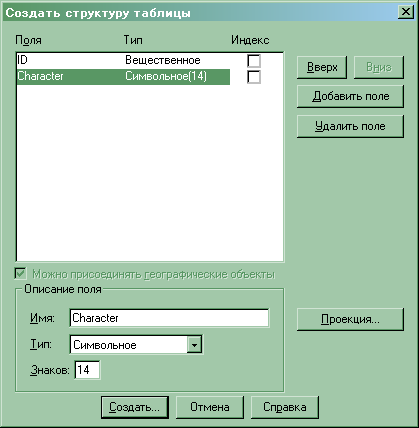 Создать структуру таблицы
Поля Тип Индекс
ID Вещественное
Character Символьное(14)
Вверх Вниз
Добавить поле
Удалить поле
Можно присоединять географические объекты
Описание поля
Имя: Character
Проекция...
Тип: Символьное
Знаков: 14
Создать... Отмена Справка